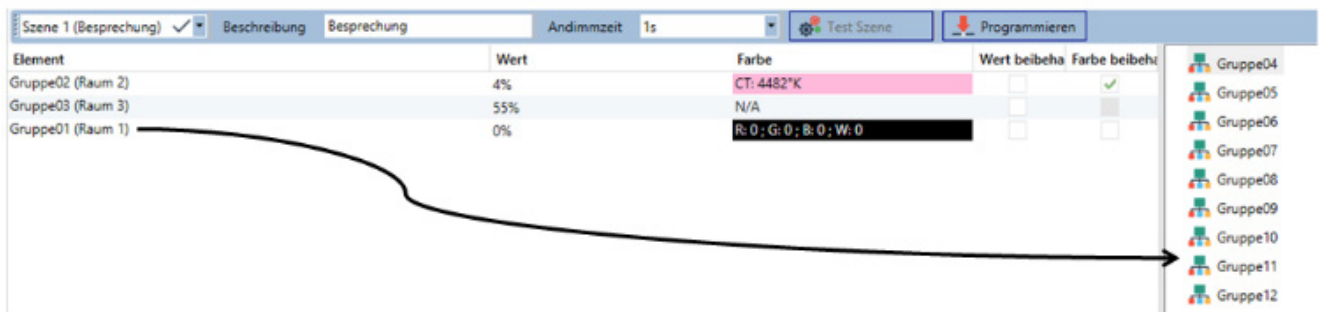 Szene 1 (Besprechung) Beschreibung Besprechung Andimmzeit 1s Test Szene Programmieren
Element Wert Farbe Wert beibeha Farbe beibeha
Gruppe02 (Raum 2) 4% CT: 4482°K
Gruppe03 (Raum 3) 55% N/A
Gruppe01 (Raum 1) 0% R: 0 ; G: 0 ; B: 0 ; W: 0
Gruppe04
Gruppe05
Gruppe06
Gruppe07
Gruppe08
Gruppe09
Gruppe10
Gruppe11
Gruppe12